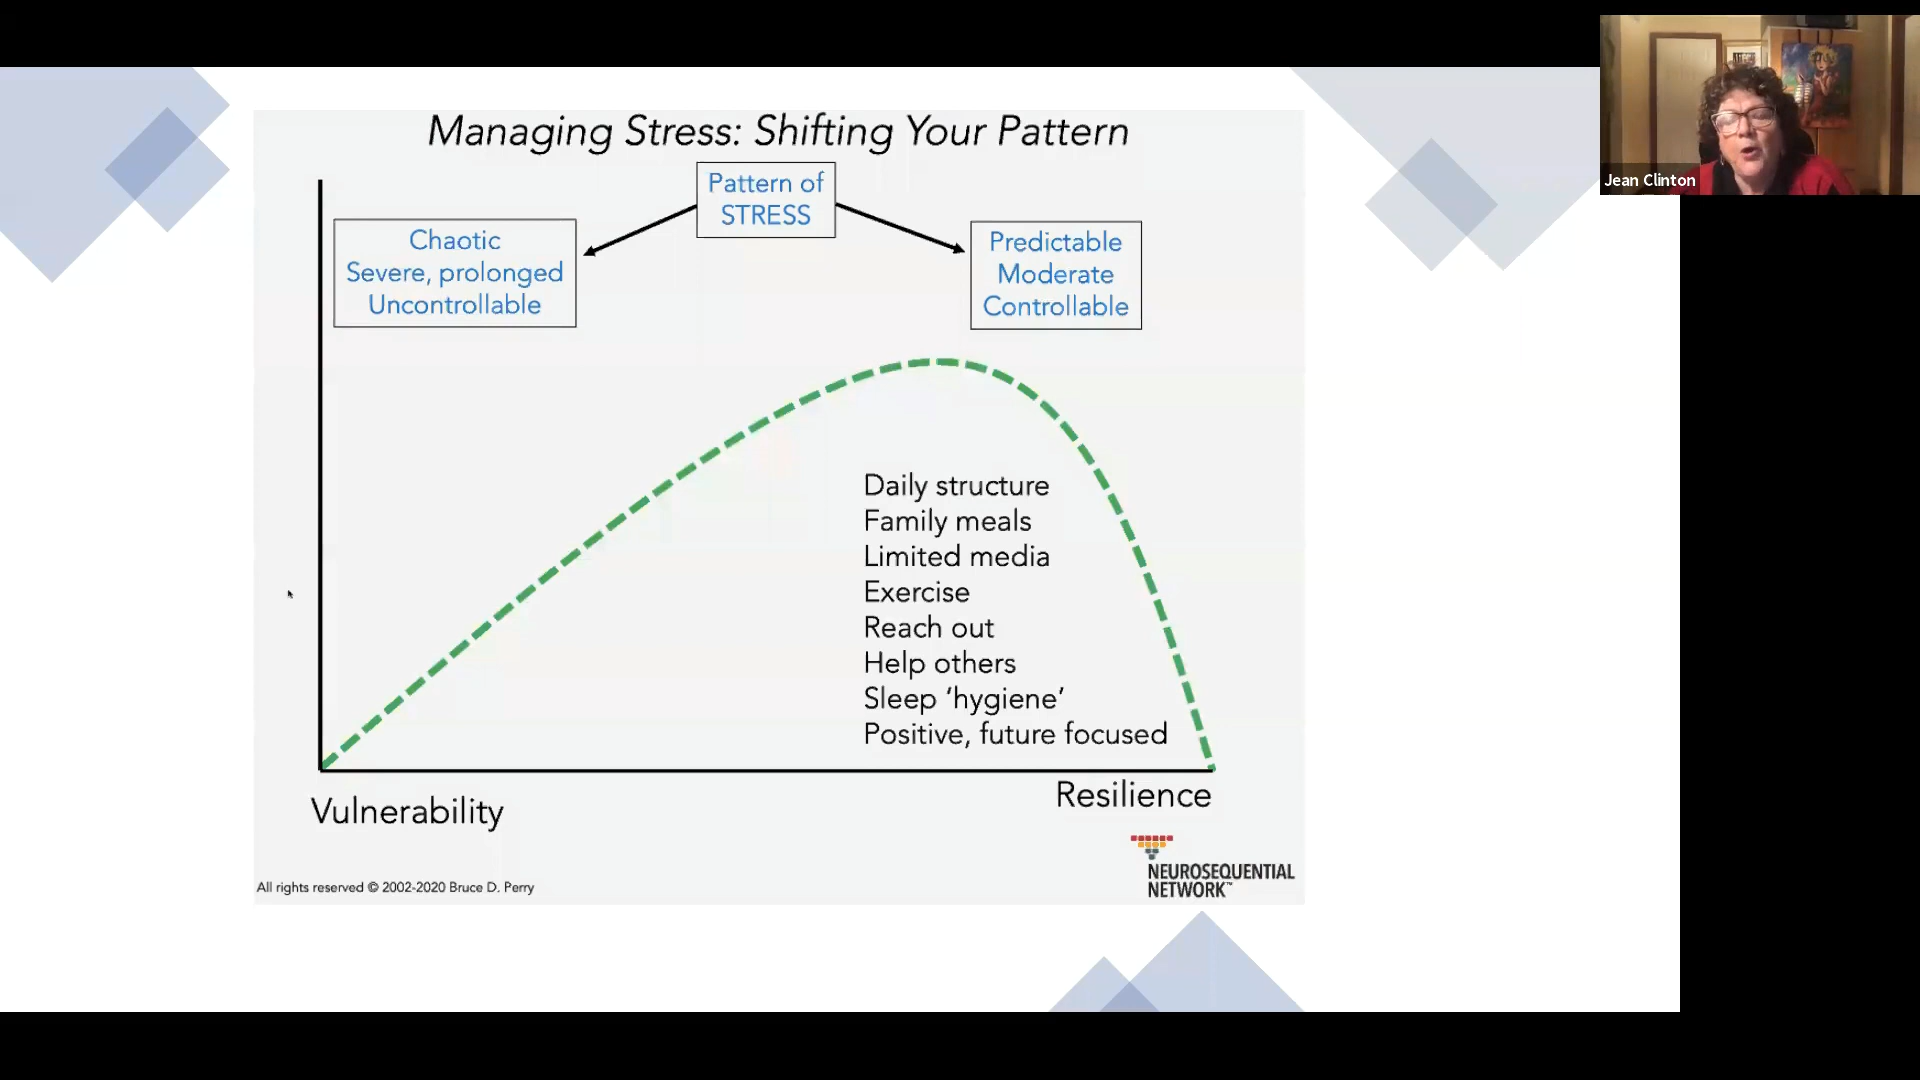 Managing Stress: Shifting Your Pattern
Pattern of
STRESS
Chaotic
Severe, prolonged
Uncontrollable
Predictable
Moderate
Controllable
Daily structure
Family meals
Limited media
Exercise
Reach out
Help others
Sleep ‘hygiene’
Positive, future focused
Vulnerability
Resilience
NEUROSEQUENTIAL
NETWORK™
All rights reserved © 2002-2020 Bruce D. Perry
Jean Clinton